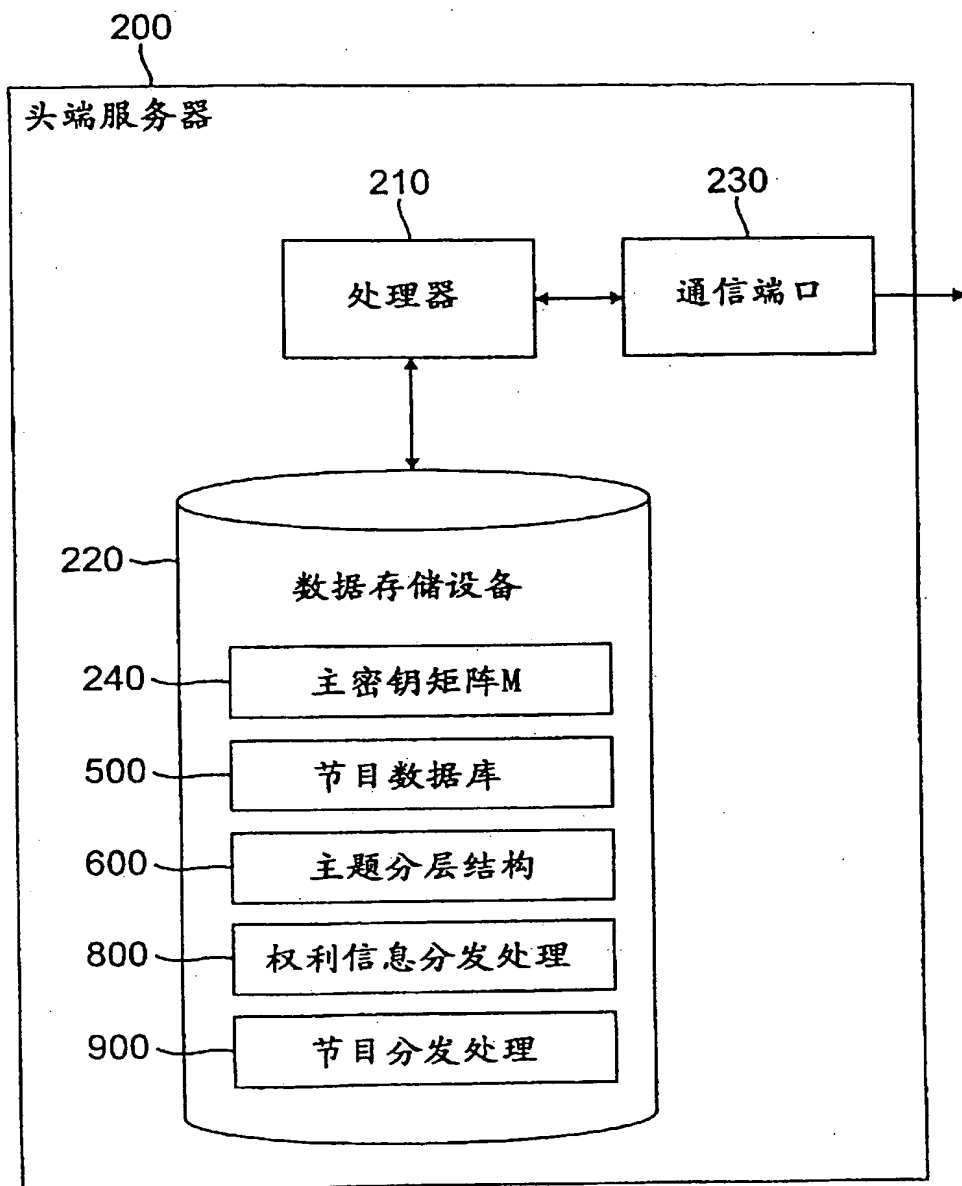 200
头端服务器
210
230
处理器
通信端口
220
数据存储设备
240
主密钥矩阵M
500
节目数据库
600
主题分层结构
800
权利信息分发处理
900
节目分发处理